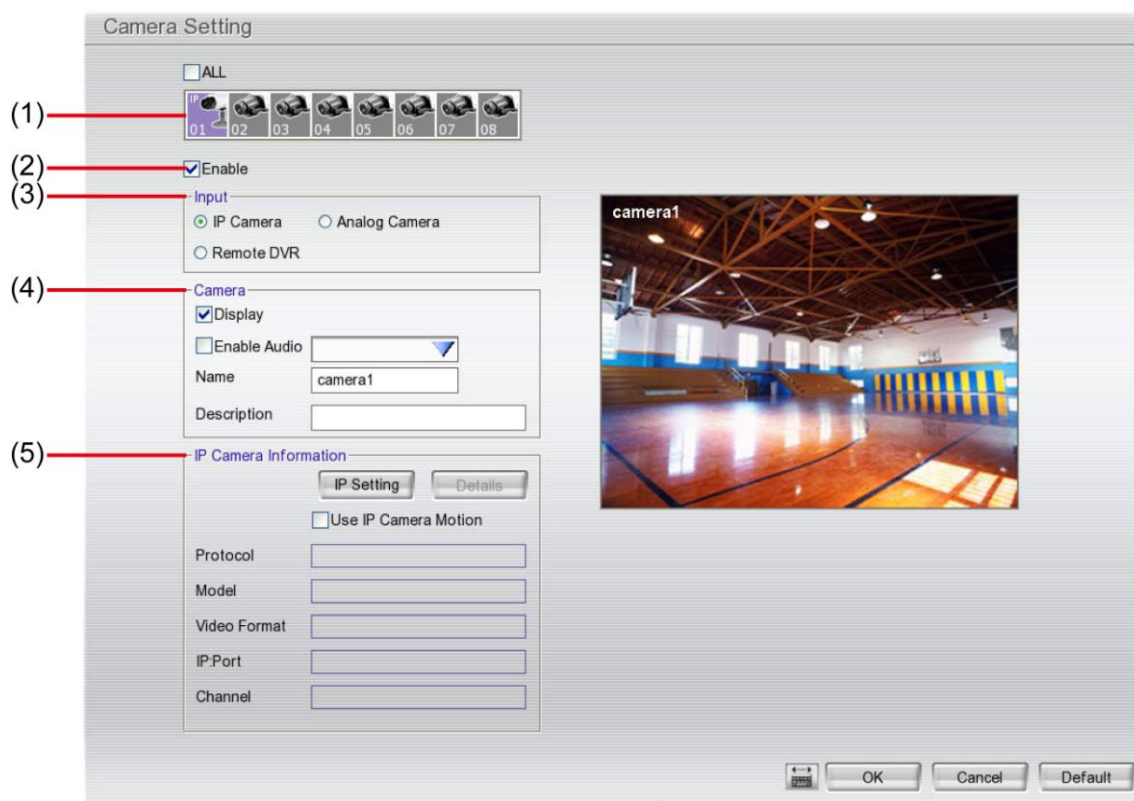 Camera Setting
ALL
(1)
IP
01 02 03 04 05 06 07 08
(2)
Enable
(3)
Input
IP Camera Analog Camera
Remote DVR
camera1
(4)
Camera
Display
Enable Audio
Name camera1
Description
(5)
IP Camera Information
IP Setting Details
Use IP Camera Motion
Protocol
Model
Video Format
IP:Port
Channel
OK Cancel Default